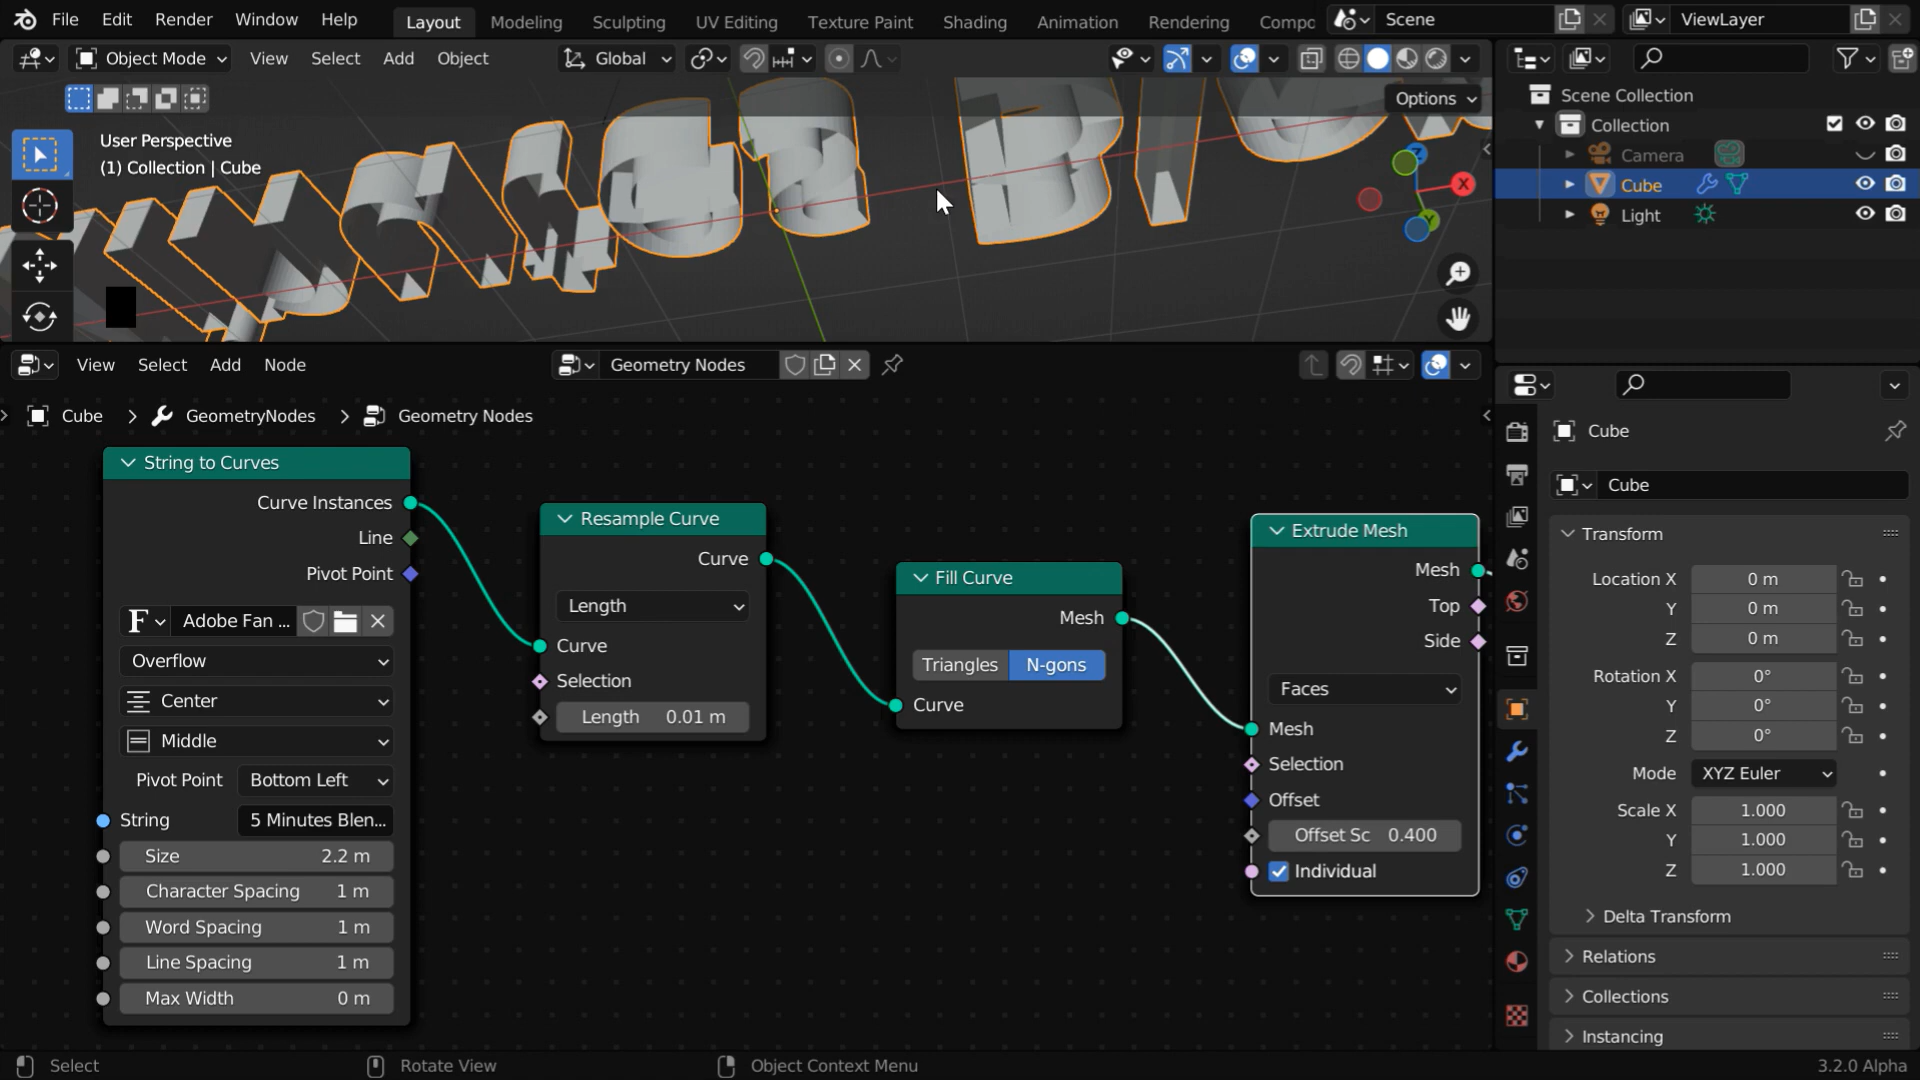 File Edit Render Window Help Layout Modeling Sculpting UV Editing Texture Paint Shading Animation Rendering Compo Scene ViewLayer
Object Mode View Select Add Object Global
Options
User Perspective
(1) Collection | Cube
X
Y
Z
Scene Collection
Collection
Camera
Cube
Light
View Select Add Node Geometry Nodes
Cube > GeometryNodes > Geometry Nodes
String to Curves
Curve Instances
Line
Pivot Point
F Adobe Fan ...
Overflow
Center
Middle
Pivot Point Bottom Left
String 5 Minutes Blen...
Size 2.2 m
Character Spacing 1 m
Word Spacing 1 m
Line Spacing 1 m
Max Width 0 m
Resample Curve
Curve
Length
Curve
Selection
Length 0.01 m
Fill Curve
Mesh
Triangles N-gons
Curve
Extrude Mesh
Mesh
Top
Side
Faces
Mesh
Selection
Offset
Offset Sc 0.400
Individual
Cube
Cube
Transform
Location X 0 m
Y 0 m
Z 0 m
Rotation X 0°
Y 0°
Z 0°
Mode XYZ Euler
Scale X 1.000
Y 1.000
Z 1.000
Delta Transform
Relations
Collections
Instancing
Select Rotate View Object Context Menu 3.2.0 Alpha